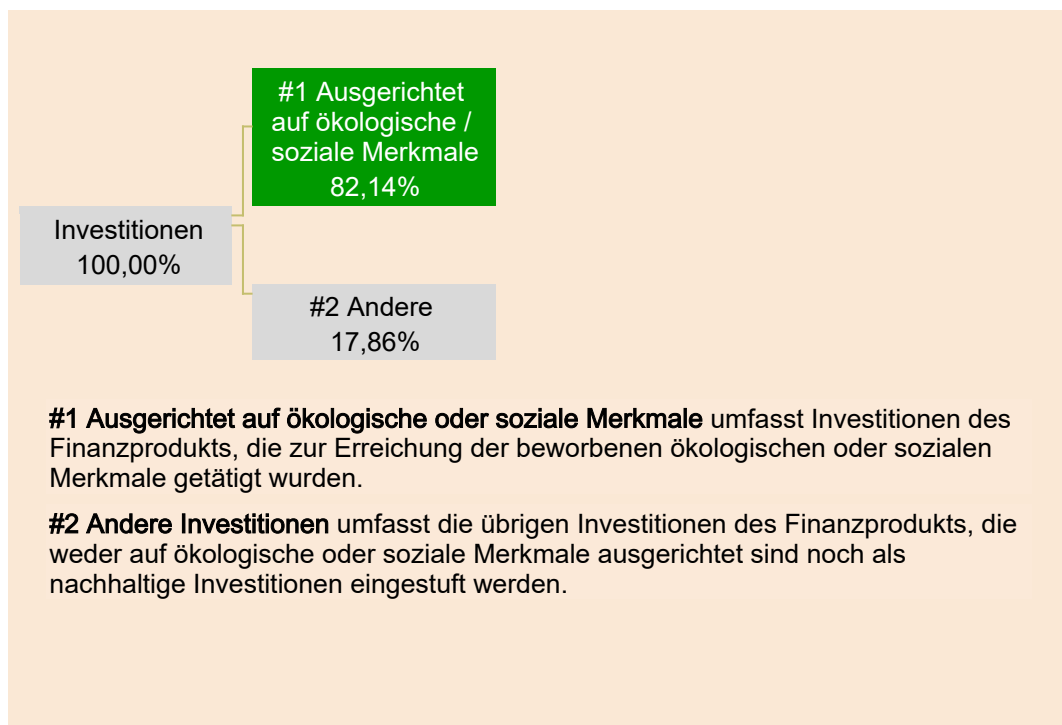 #1 Ausgerichtet
auf ökologische /
soziale Merkmale
82,14%
Investitionen
100,00%
#2 Andere
17,86%
#1 Ausgerichtet auf ökologische oder soziale Merkmale umfasst Investitionen des
Finanzprodukts, die zur Erreichung der beworbenen ökologischen oder sozialen
Merkmale getätigt wurden.
#2 Andere Investitionen umfasst die übrigen Investitionen des Finanzprodukts, die
weder auf ökologische oder soziale Merkmale ausgerichtet sind noch als
nachhaltige Investitionen eingestuft werden.